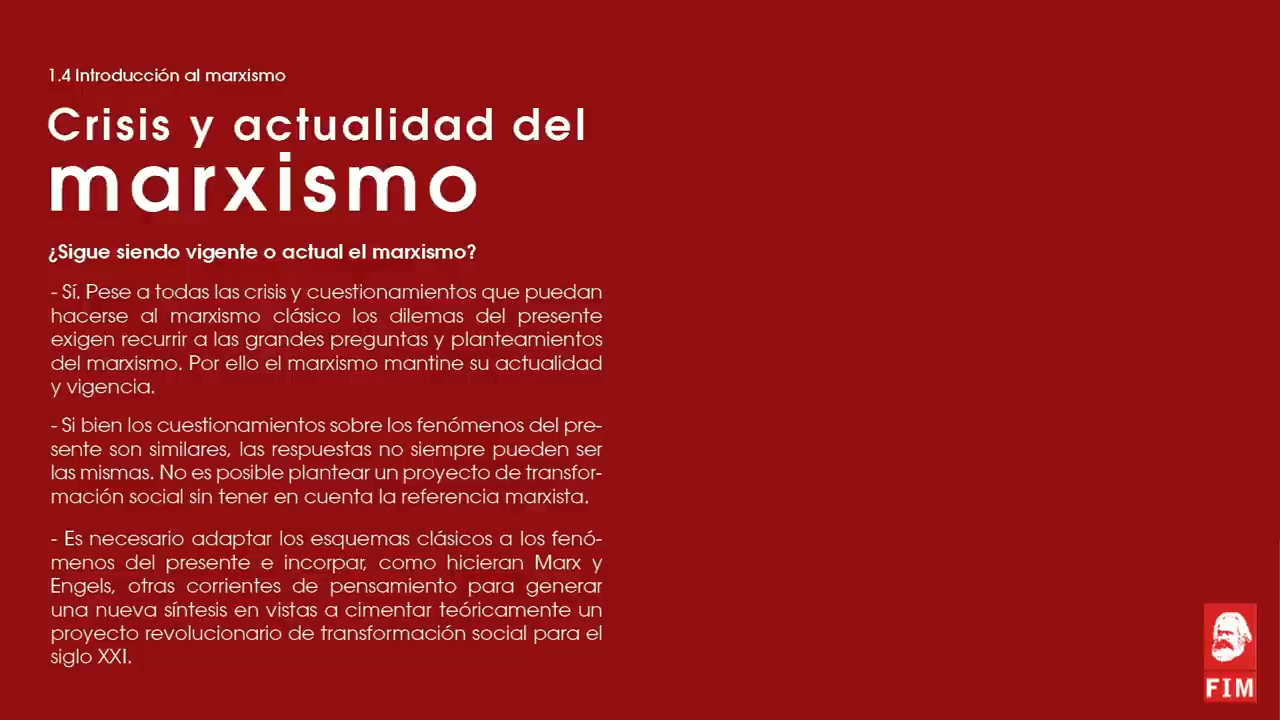 1.4 Introducción al marxismo
Crisis y actualidad del
marxismo
¿Sigue siendo vigente o actual el marxismo?
- Sí. Pese a todas las crisis y cuestionamientos que puedan
hacerse al marxismo clásico los dilemas del presente
exigen recurrir a las grandes preguntas y planteamientos
del marxismo. Por ello el marxismo mantine su actualidad
y vigencia.
- Si bien los cuestionamientos sobre los fenómenos del pre-
sente son similares, las respuestas no siempre pueden ser
las mismas. No es posible plantear un proyecto de transfor-
mación social sin tener en cuenta la referencia marxista.
- Es necesario adaptar los esquemas clásicos a los fenó-
menos del presente e incorpar, como hicieran Marx y
Engels, otras corrientes de pensamiento para generar
una nueva síntesis en vistas a cimentar teóricamente un
proyecto revolucionario de transformación social para el
siglo XXI.
FIM